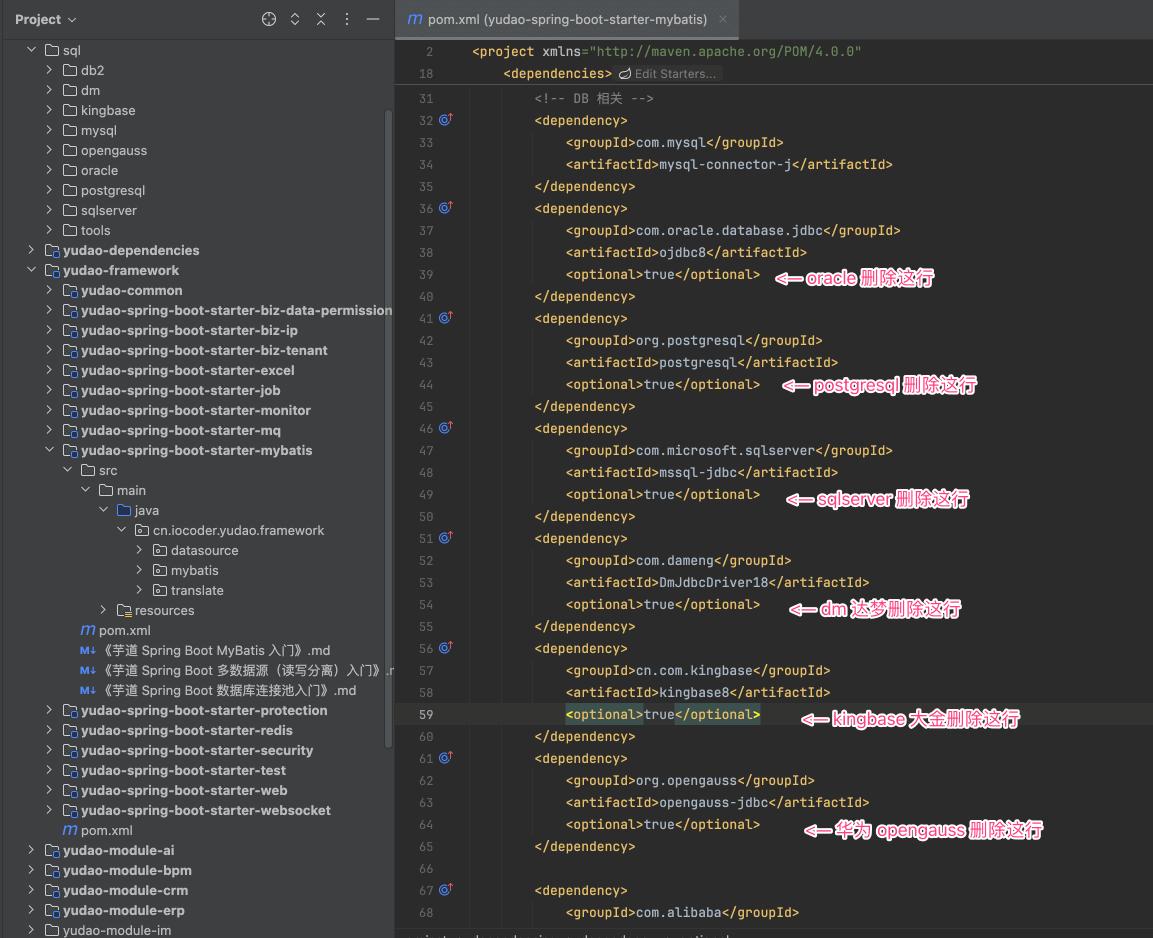 Project
sql
db2
dm
kingbase
mysql
opengauss
oracle
postgresql
sqlserver
tools
yudao-dependencies
yudao-framework
yudao-common
yudao-spring-boot-starter-biz-data-permission
yudao-spring-boot-starter-biz-ip
yudao-spring-boot-starter-biz-tenant
yudao-spring-boot-starter-excel
yudao-spring-boot-starter-job
yudao-spring-boot-starter-monitor
yudao-spring-boot-starter-mq
yudao-spring-boot-starter-mybatis
src
main
java
cn.iocoder.yudao.framework
datasource
mybatis
translate
resources
m pom.xml
M↓ 《芋道 Spring Boot MyBatis 入门》.md
M↓ 《芋道 Spring Boot 多数据源（读写分离）入门》.
M↓ 《芋道 Spring Boot 数据库连接池入门》.md
yudao-spring-boot-starter-protection
yudao-spring-boot-starter-redis
yudao-spring-boot-starter-security
yudao-spring-boot-starter-test
yudao-spring-boot-starter-web
yudao-spring-boot-starter-websocket
m pom.xml
yudao-module-ai
yudao-module-bpm
yudao-module-crm
yudao-module-erp
yudao-module-im
m pom.xml (yudao-spring-boot-starter-mybatis)
2 <project xmlns="http://maven.apache.org/POM/4.0.0"
18 <dependencies> Edit Starters...
31 <!-- DB 相关 -->
32 <dependency>
33 <groupId>com.mysql</groupId>
34 <artifactId>mysql-connector-j</artifactId>
35 </dependency>
36 <dependency>
37 <groupId>com.oracle.database.jdbc</groupId>
38 <artifactId>ojdbc8</artifactId>
39 <optional>true</optional> <— oracle 删除这行
40 </dependency>
41 <dependency>
42 <groupId>org.postgresql</groupId>
43 <artifactId>postgresql</artifactId>
44 <optional>true</optional> <— postgresql 删除这行
45 </dependency>
46 <dependency>
47 <groupId>com.microsoft.sqlserver</groupId>
48 <artifactId>mssql-jdbc</artifactId>
49 <optional>true</optional> <— sqlserver 删除这行
50 </dependency>
51 <dependency>
52 <groupId>com.dameng</groupId>
53 <artifactId>DmJdbcDriver18</artifactId>
54 <optional>true</optional> <— dm 达梦删除这行
55 </dependency>
56 <dependency>
57 <groupId>cn.com.kingbase</groupId>
58 <artifactId>kingbase8</artifactId>
59 <optional>true</optional> <— kingbase 大金删除这行
60 </dependency>
61 <dependency>
62 <groupId>org.opengauss</groupId>
63 <artifactId>opengauss-jdbc</artifactId>
64 <optional>true</optional> <— 华为 opengauss 删除这行
65 </dependency>
66
67 <dependency>
68 <groupId>com.alibaba</groupId>